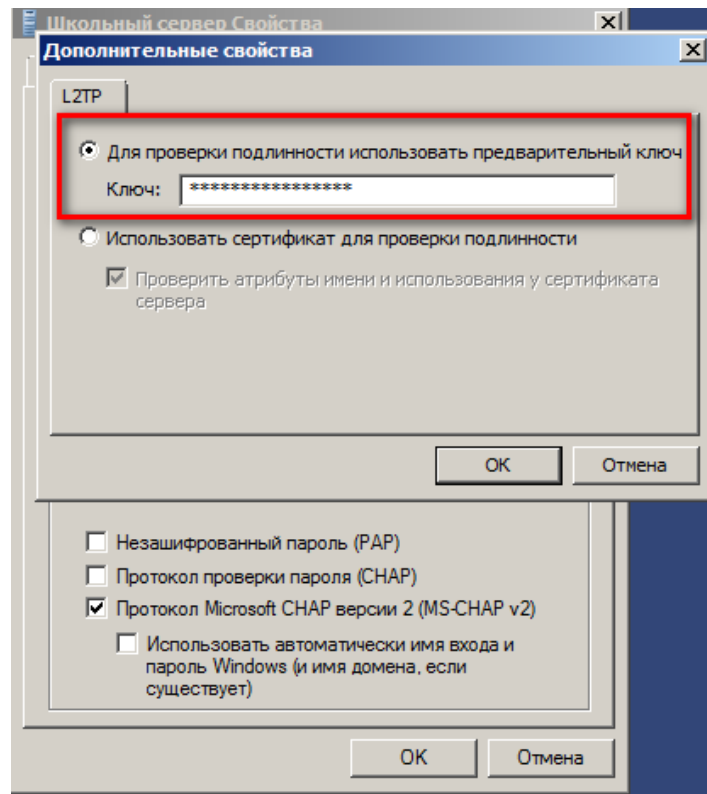 Школьный сервер Свойства
Дополнительные свойства
L2TP
Для проверки подлинности использовать предварительный ключ
Ключ: ****************
Использовать сертификат для проверки подлинности
Проверить атрибуты имени и использования у сертификата
сервера
OK Отмена
Незашифрованный пароль (PAP)
Протокол проверки пароля (CHAP)
Протокол Microsoft CHAP версии 2 (MS-CHAP v2)
Использовать автоматически имя входа и
пароль Windows (и имя домена, если
существует)
OK Отмена